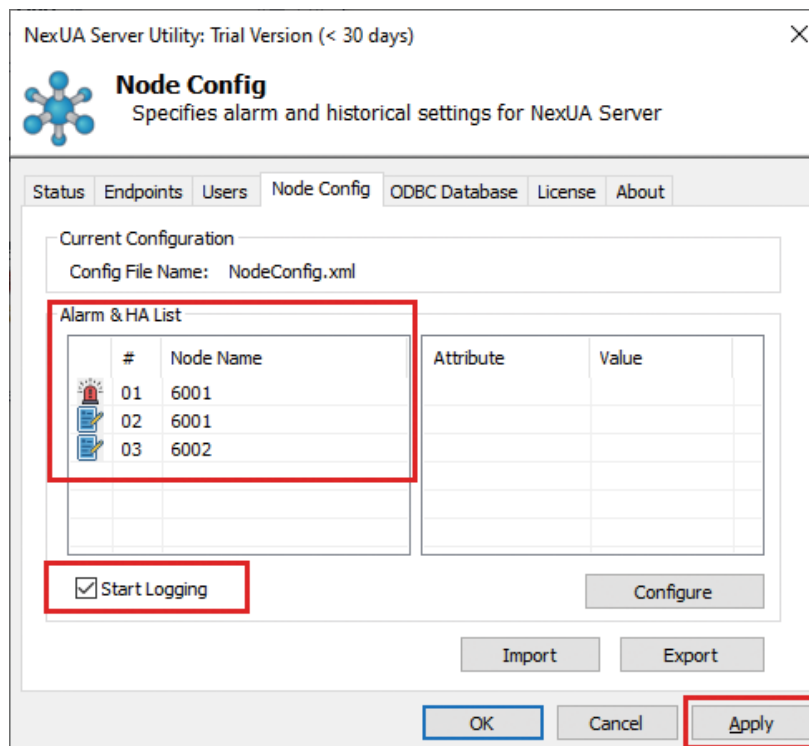 NexUA Server Utility: Trial Version (< 30 days)
Node Config
Specifies alarm and historical settings for NexUA Server
Status Endpoints Users Node Config ODBC Database License About
Current Configuration
Config File Name: NodeConfig.xml
Alarm & HA List
# Node Name Attribute Value
01 6001
02 6001
03 6002
Start Logging Configure
Import Export
OK Cancel Apply